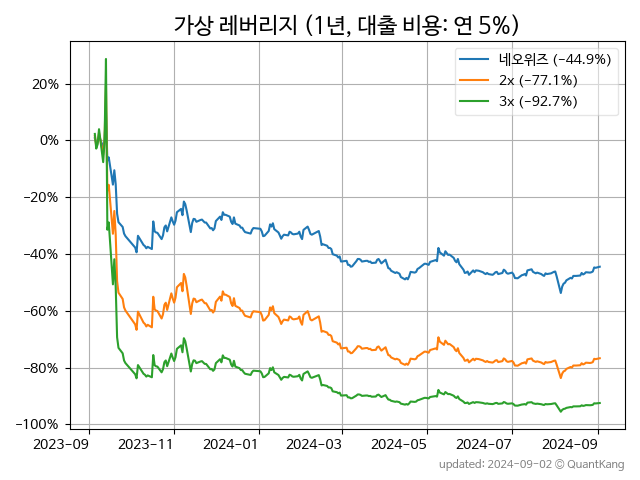 가상 레버리지 (1년, 대출 비용: 연 5%)
네오위즈 (-44.9%)
2x (-77.1%)
3x (-92.7%)
20%
0%
−20%
−40%
−60%
−80%
−100%
2023-09 2023-11 2024-01 2024-03 2024-05 2024-07 2024-09
updated: 2024-09-02 © QuantKang